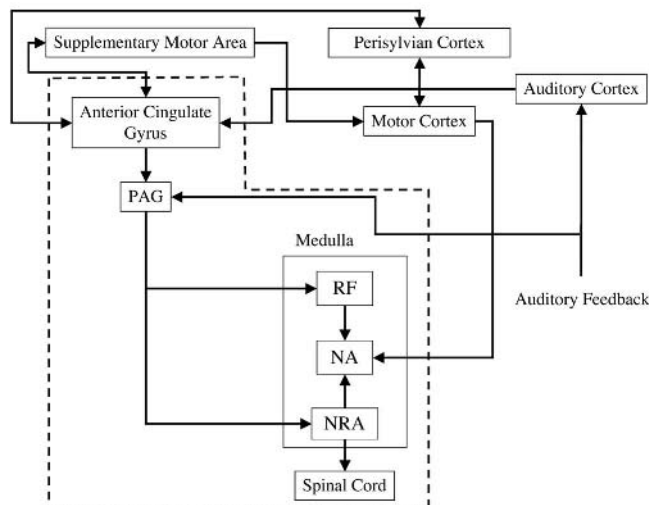 Supplementary Motor Area
Perisylvian Cortex
Auditory Cortex
Anterior Cingulate
Gyrus
Motor Cortex
PAG
Medulla
RF
Auditory Feedback
NA
NRA
Spinal Cord